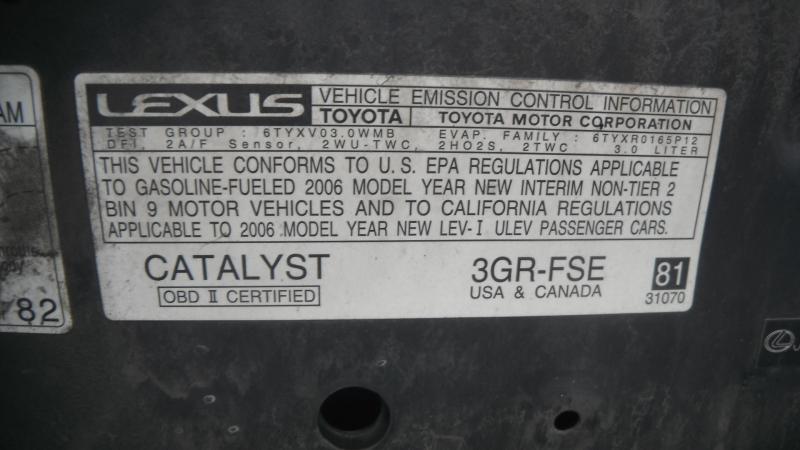 LEXUS
VEHICLE EMISSION CONTROL INFORMATION
TOYOTA TOYOTA MOTOR CORPORATION
TEST GROUP : 6TYXV03.0WMB EVAP. FAMILY : 6TYXR0165P12
DFI, 2A/F Sensor, 2WU-TWC, 2HO2S, 2TWC 3.0 LITER
THIS VEHICLE CONFORMS TO U.S. EPA REGULATIONS APPLICABLE
TO GASOLINE-FUELED 2006 MODEL YEAR NEW INTERIM NON-TIER 2
BIN 9 MOTOR VEHICLES AND TO CALIFORNIA REGULATIONS
APPLICABLE TO 2006 MODEL YEAR NEW LEV-I ULEV PASSENGER CARS.
CATALYST 3GR-FSE 81
OBD II CERTIFIED USA & CANADA 31070
AM
82